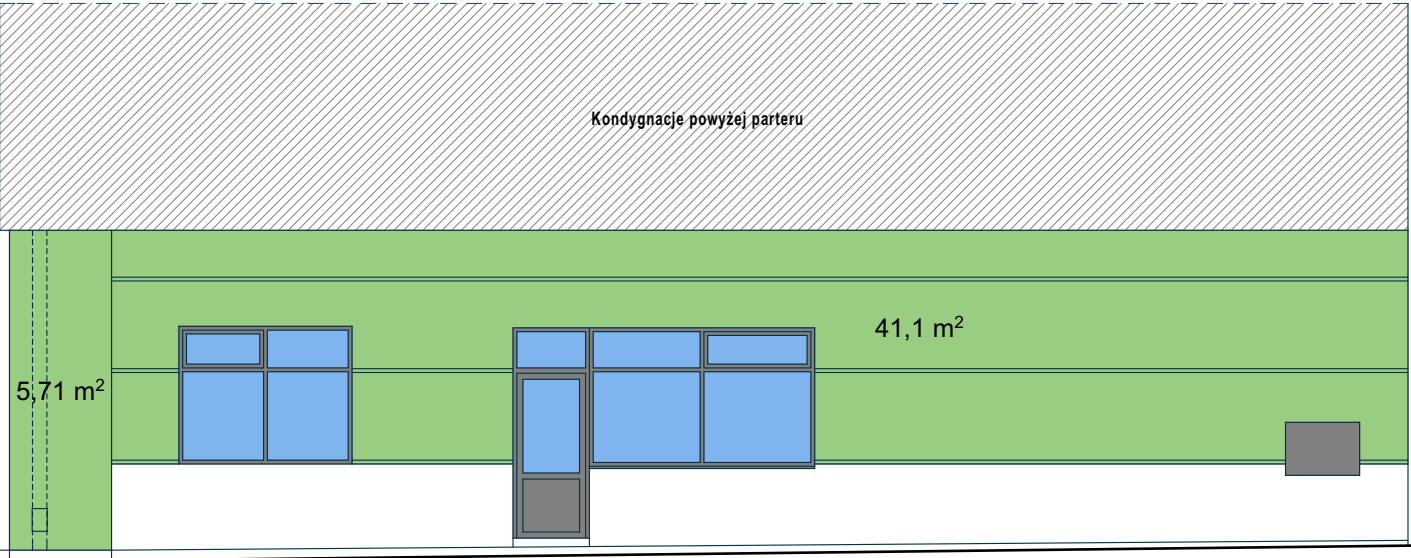 Kondygnacje powyżej parteru
41,1 m²
5,71 m²